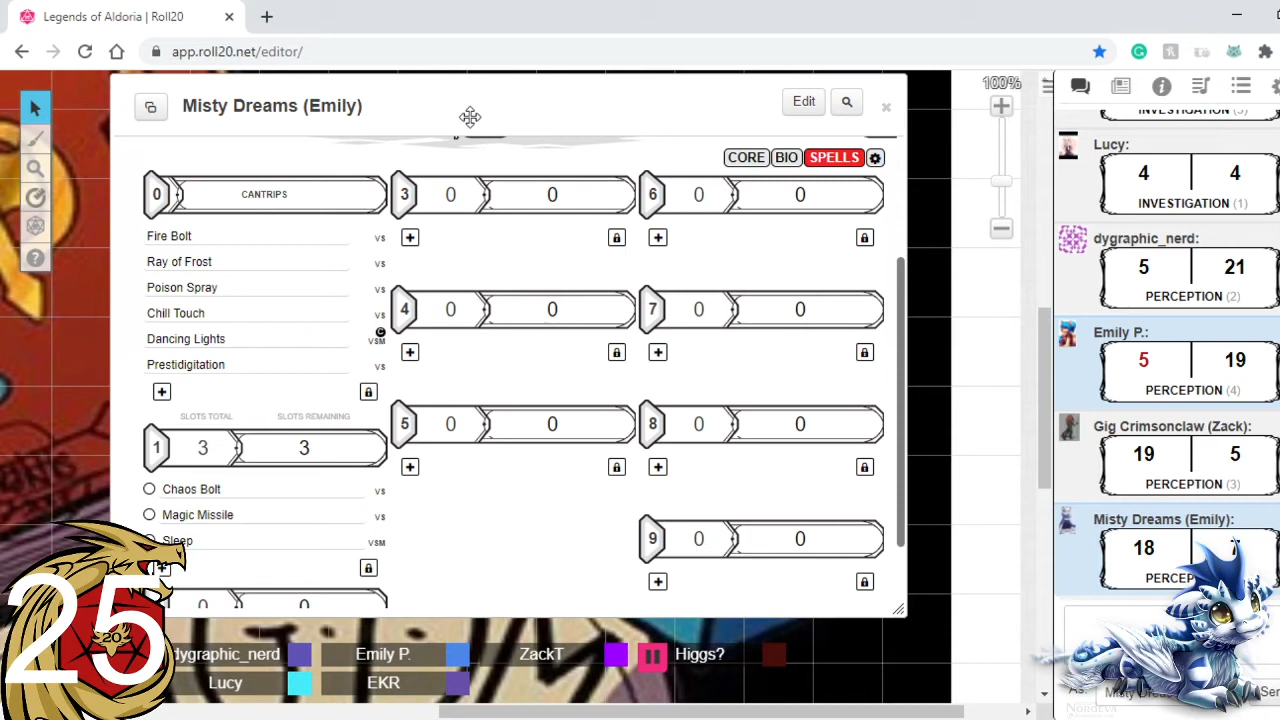 Legends of Aldoria | Roll20
app.roll20.net/editor/
Misty Dreams (Emily)
Edit
100%
CORE BIO SPELLS
0 CANTRIPS
Fire Bolt VS
Ray of Frost VS
Poison Spray VS
Chill Touch VS
Dancing Lights VSM
C
Prestidigitation VS
SLOTS TOTAL SLOTS REMAINING
1 3 3
Chaos Bolt VS
Magic Missile VS
Sleep VSM
0 0
3 0 0
4 0 0
5 0 0
6 0 0
7 0 0
8 0 0
9 0 0
Lucy:
4 4
INVESTIGATION (1)
dygraphic_nerd:
5 21
PERCEPTION (2)
Emily P.:
5 19
PERCEPTION (4)
Gig Crimsonclaw (Zack):
19 5
PERCEPTION (3)
Misty Dreams (Emily):
18
25
20
dygraphic_nerd Emily P. ZackT Higgs?
Lucy EKR
As: